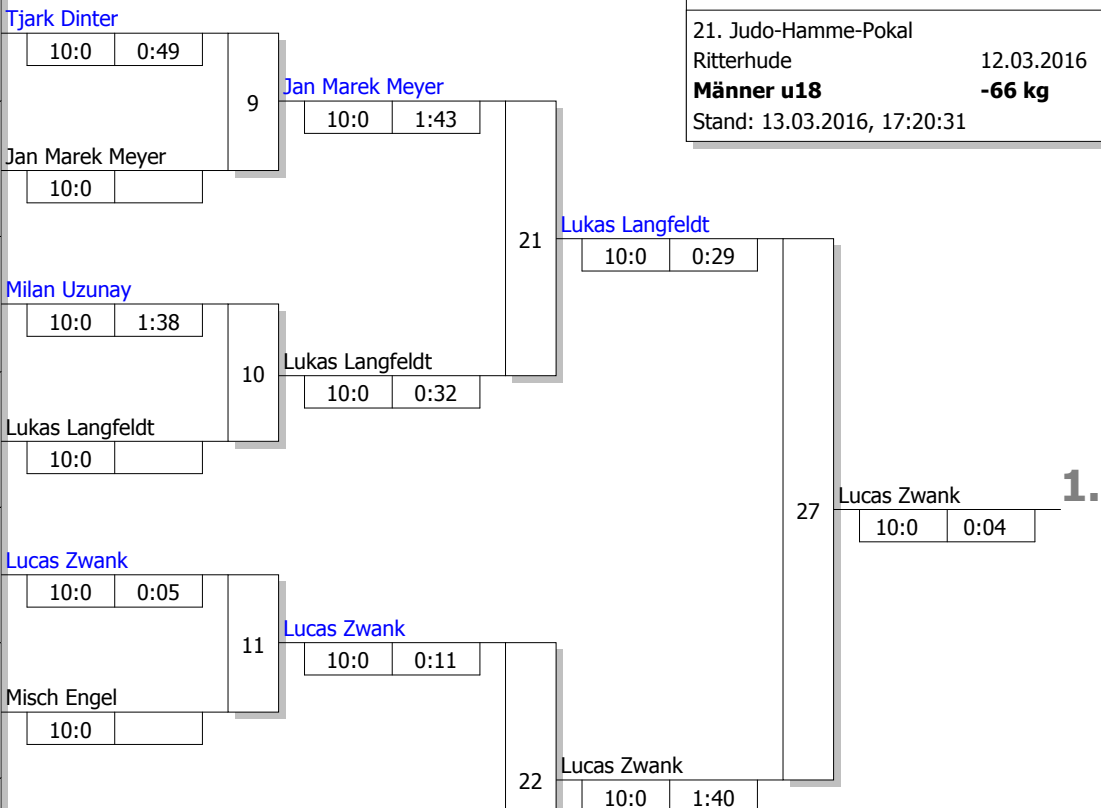 Tjark Dinter
10:0 0:49
9
Jan Marek Meyer
10:0 1:43
Jan Marek Meyer
10:0
21
Lukas Langfeldt
10:0 0:29
Milan Uzunay
10:0 1:38
10
Lukas Langfeldt
10:0 0:32
Lukas Langfeldt
10:0
27
Lucas Zwank
1.
10:0 0:04
Lucas Zwank
10:0 0:05
11
Lucas Zwank
10:0 0:11
Misch Engel
10:0
22
Lucas Zwank
10:0 1:40
21. Judo-Hamme-Pokal
Ritterhude 12.03.2016
Männer u18 -66 kg
Stand: 13.03.2016, 17:20:31